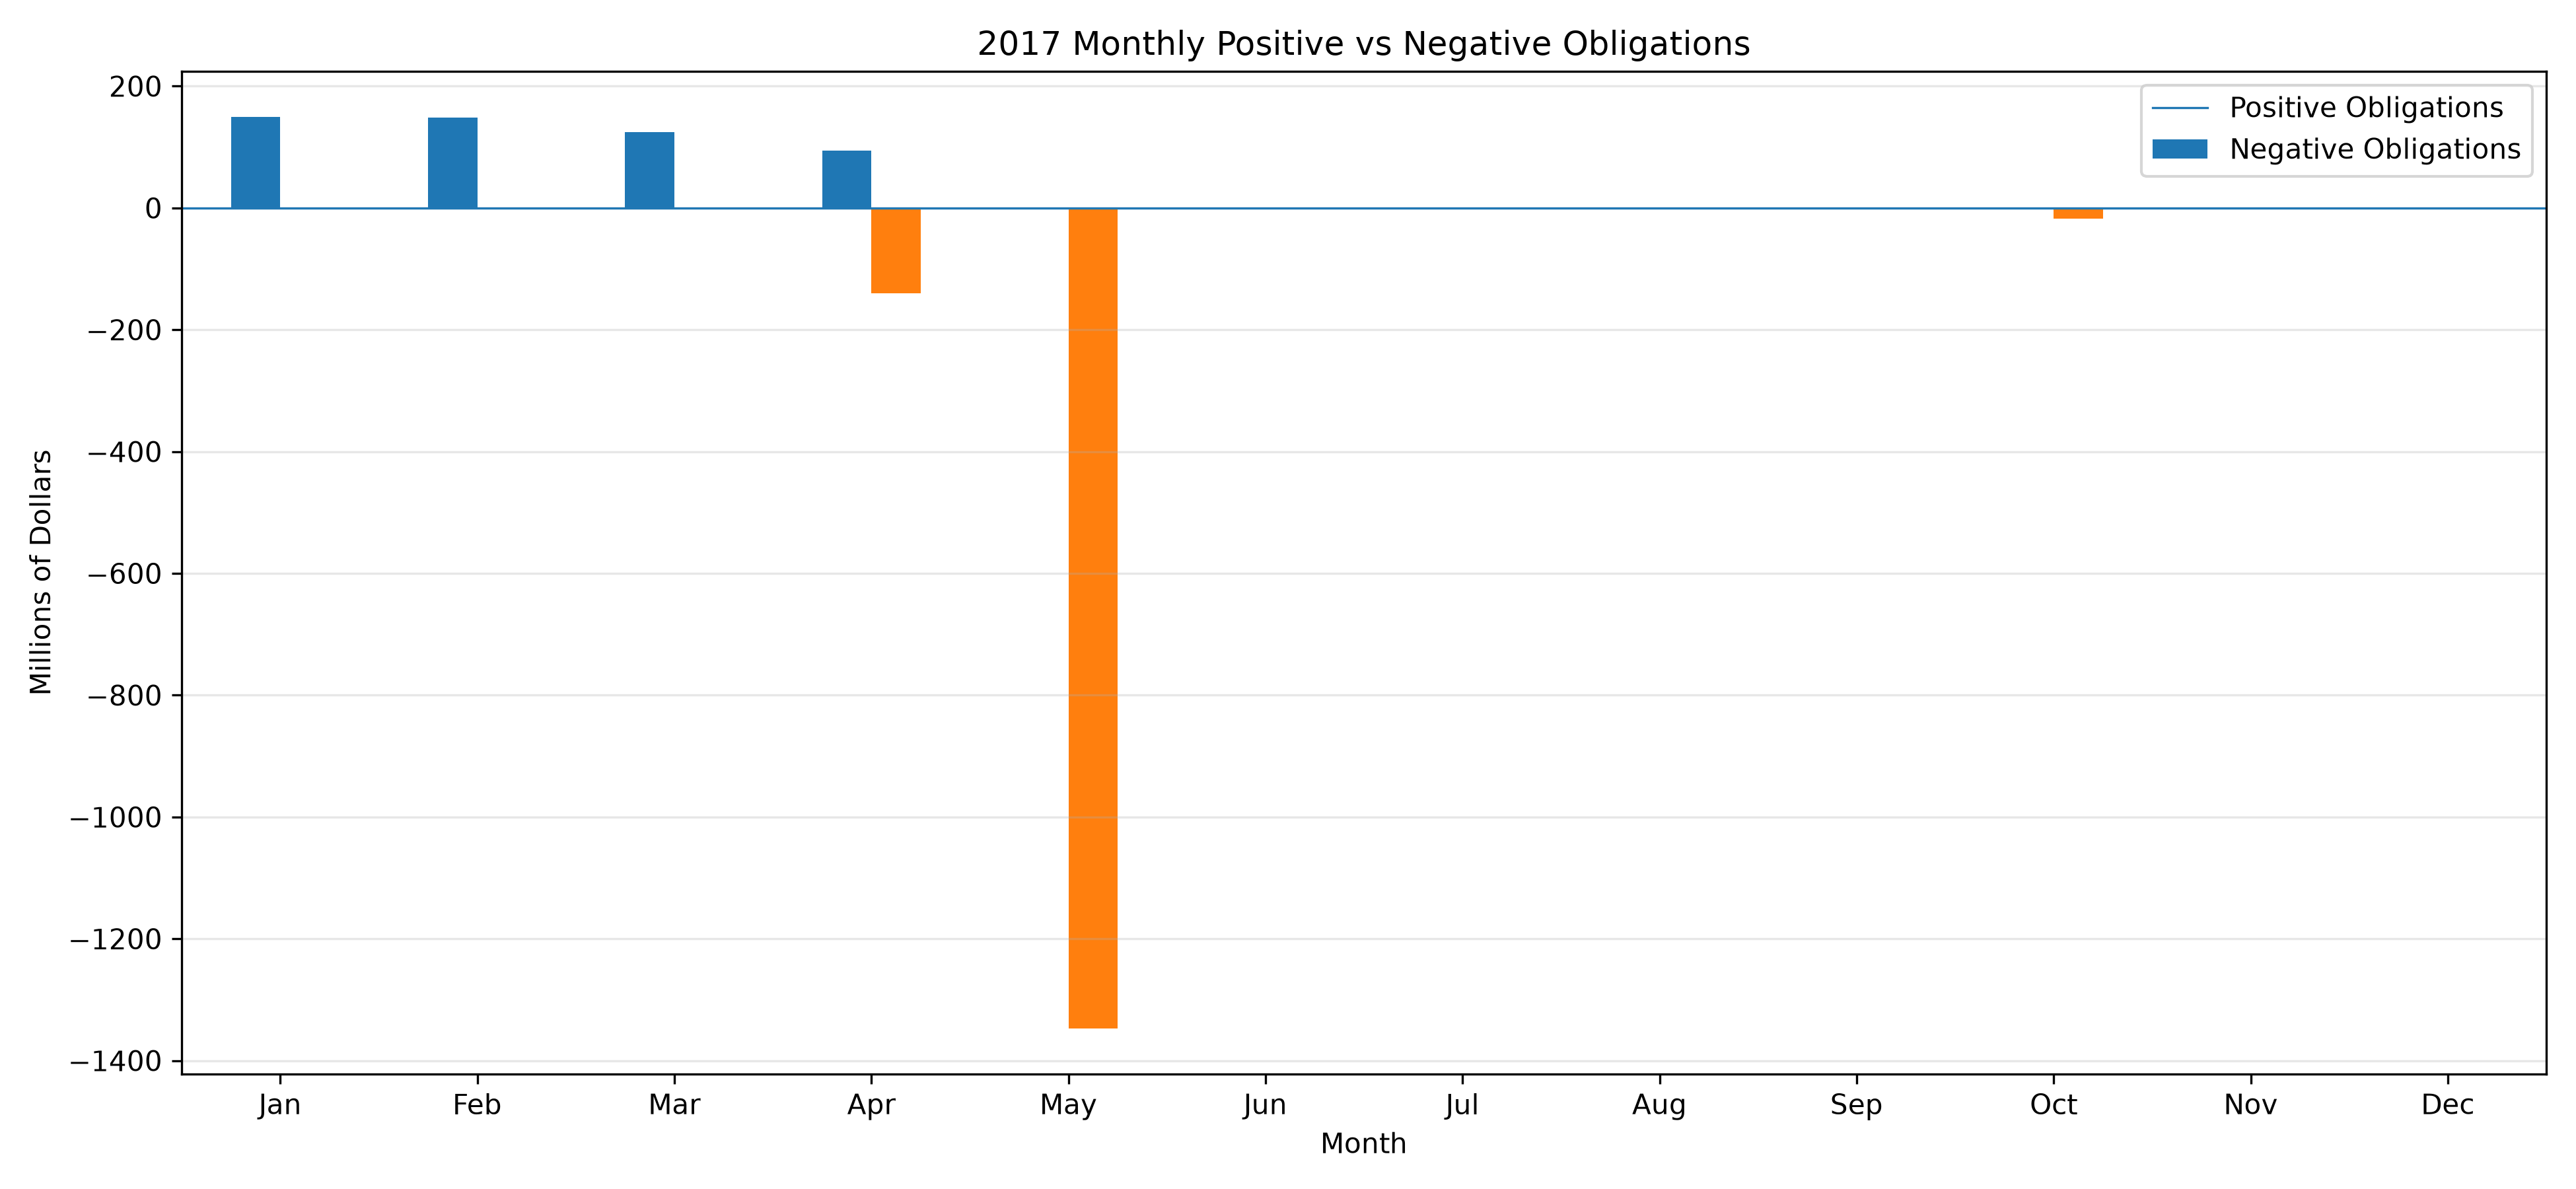 2017 Monthly Positive vs Negative Obligations
Positive Obligations
Negative Obligations
200
0
−200
−400
−600
−800
−1000
−1200
−1400
Millions of Dollars
Jan Feb Mar Apr May Jun Jul Aug Sep Oct Nov Dec
Month